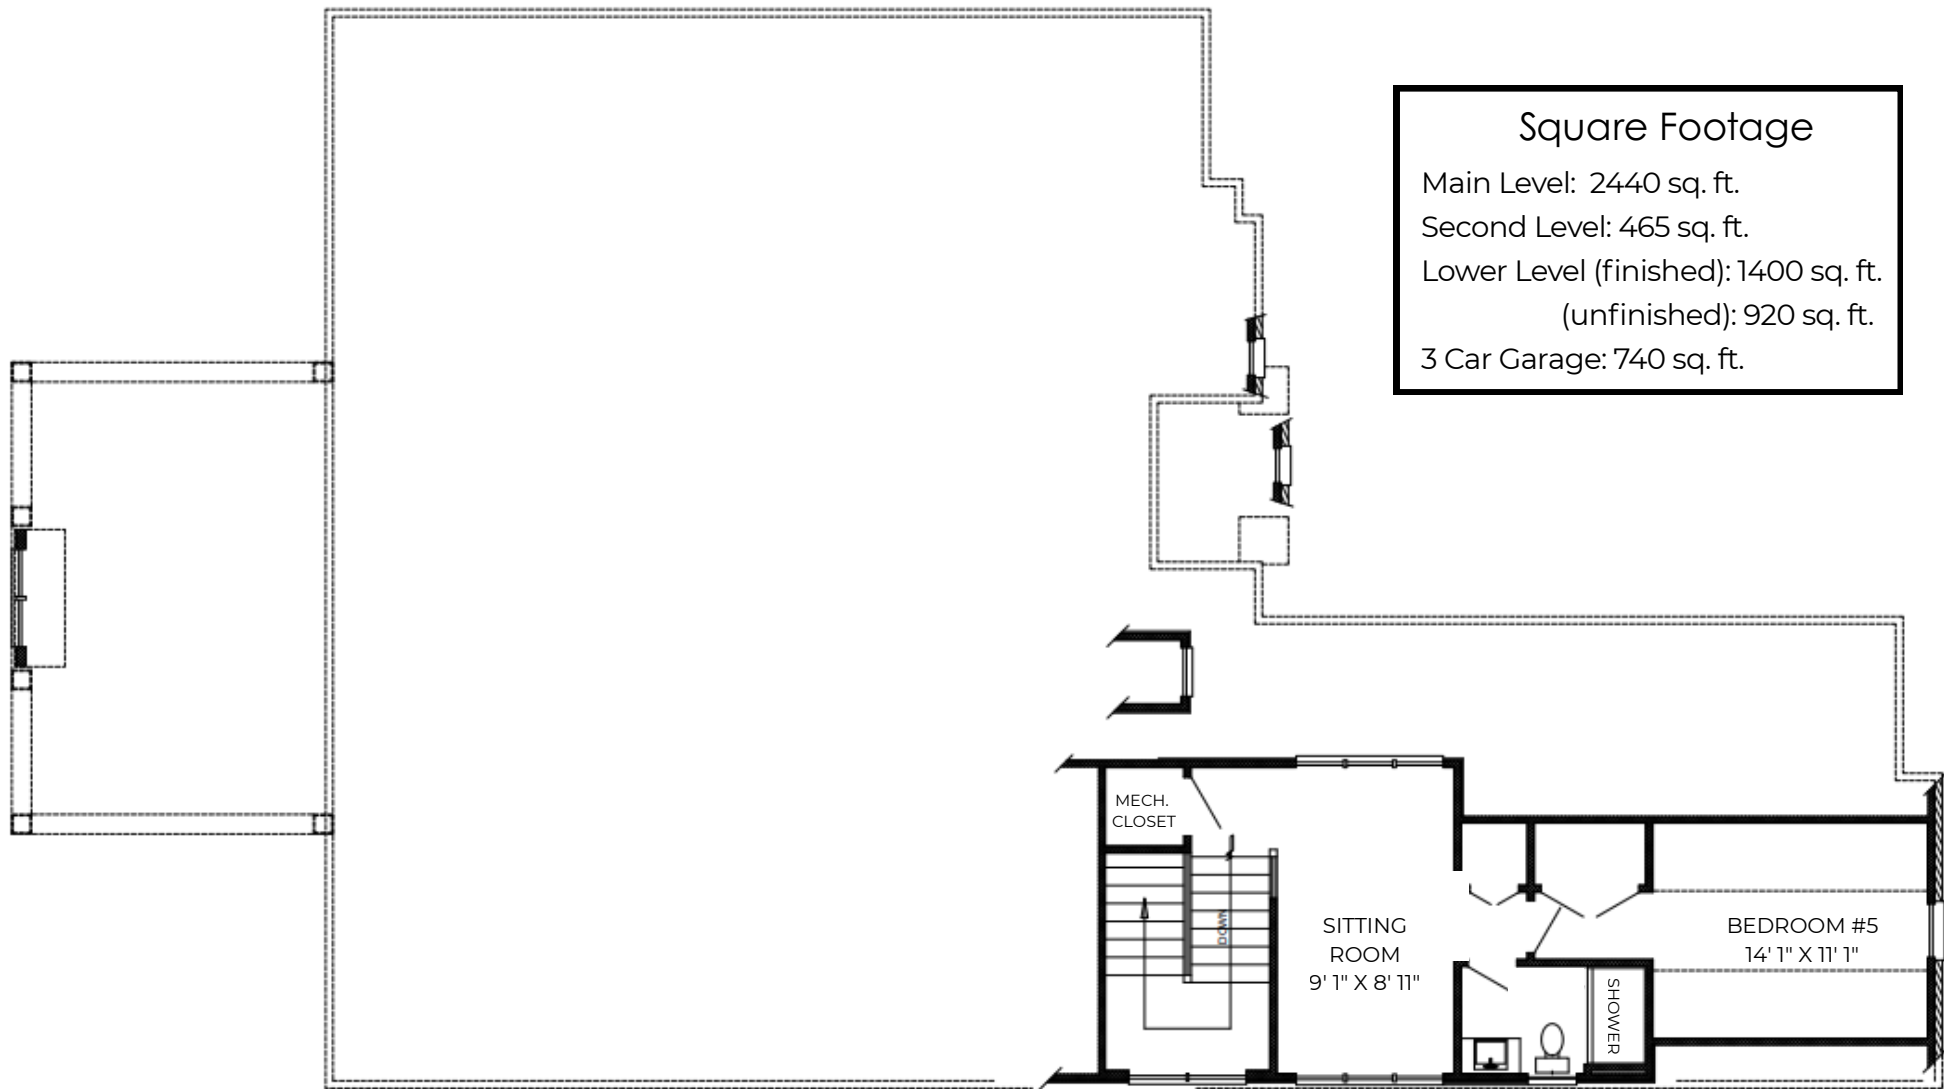 Square Footage
Main Level: 2440 sq. ft.
Second Level: 465 sq. ft.
Lower Level (finished): 1400 sq. ft.
(unfinished): 920 sq. ft.
3 Car Garage: 740 sq. ft.
MECH.
CLOSET
DOWN
SITTING
ROOM
9' 1" X 8' 11"
BEDROOM #5
14' 1" X 11' 1"
SHOWER